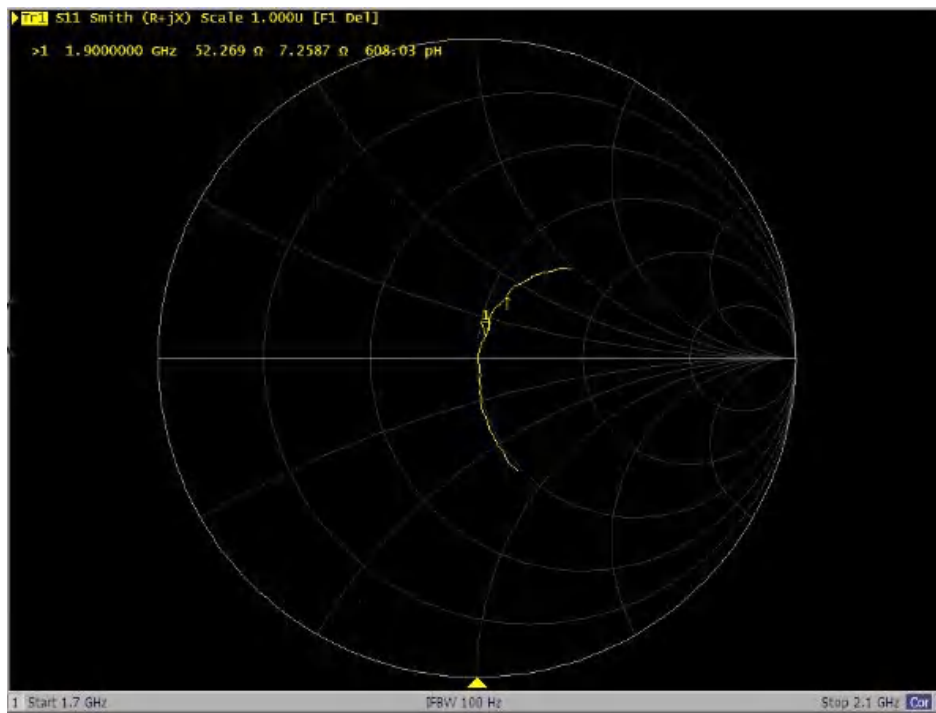 Tr1 S11 Smith (R+jX) Scale 1.000U [F1 Del]
>1 1.9000000 GHz 52.269 Ω 7.2587 Ω 608.03 pH
1
1 Start 1.7 GHz IFBW 100 Hz Stop 2.1 GHz Cor